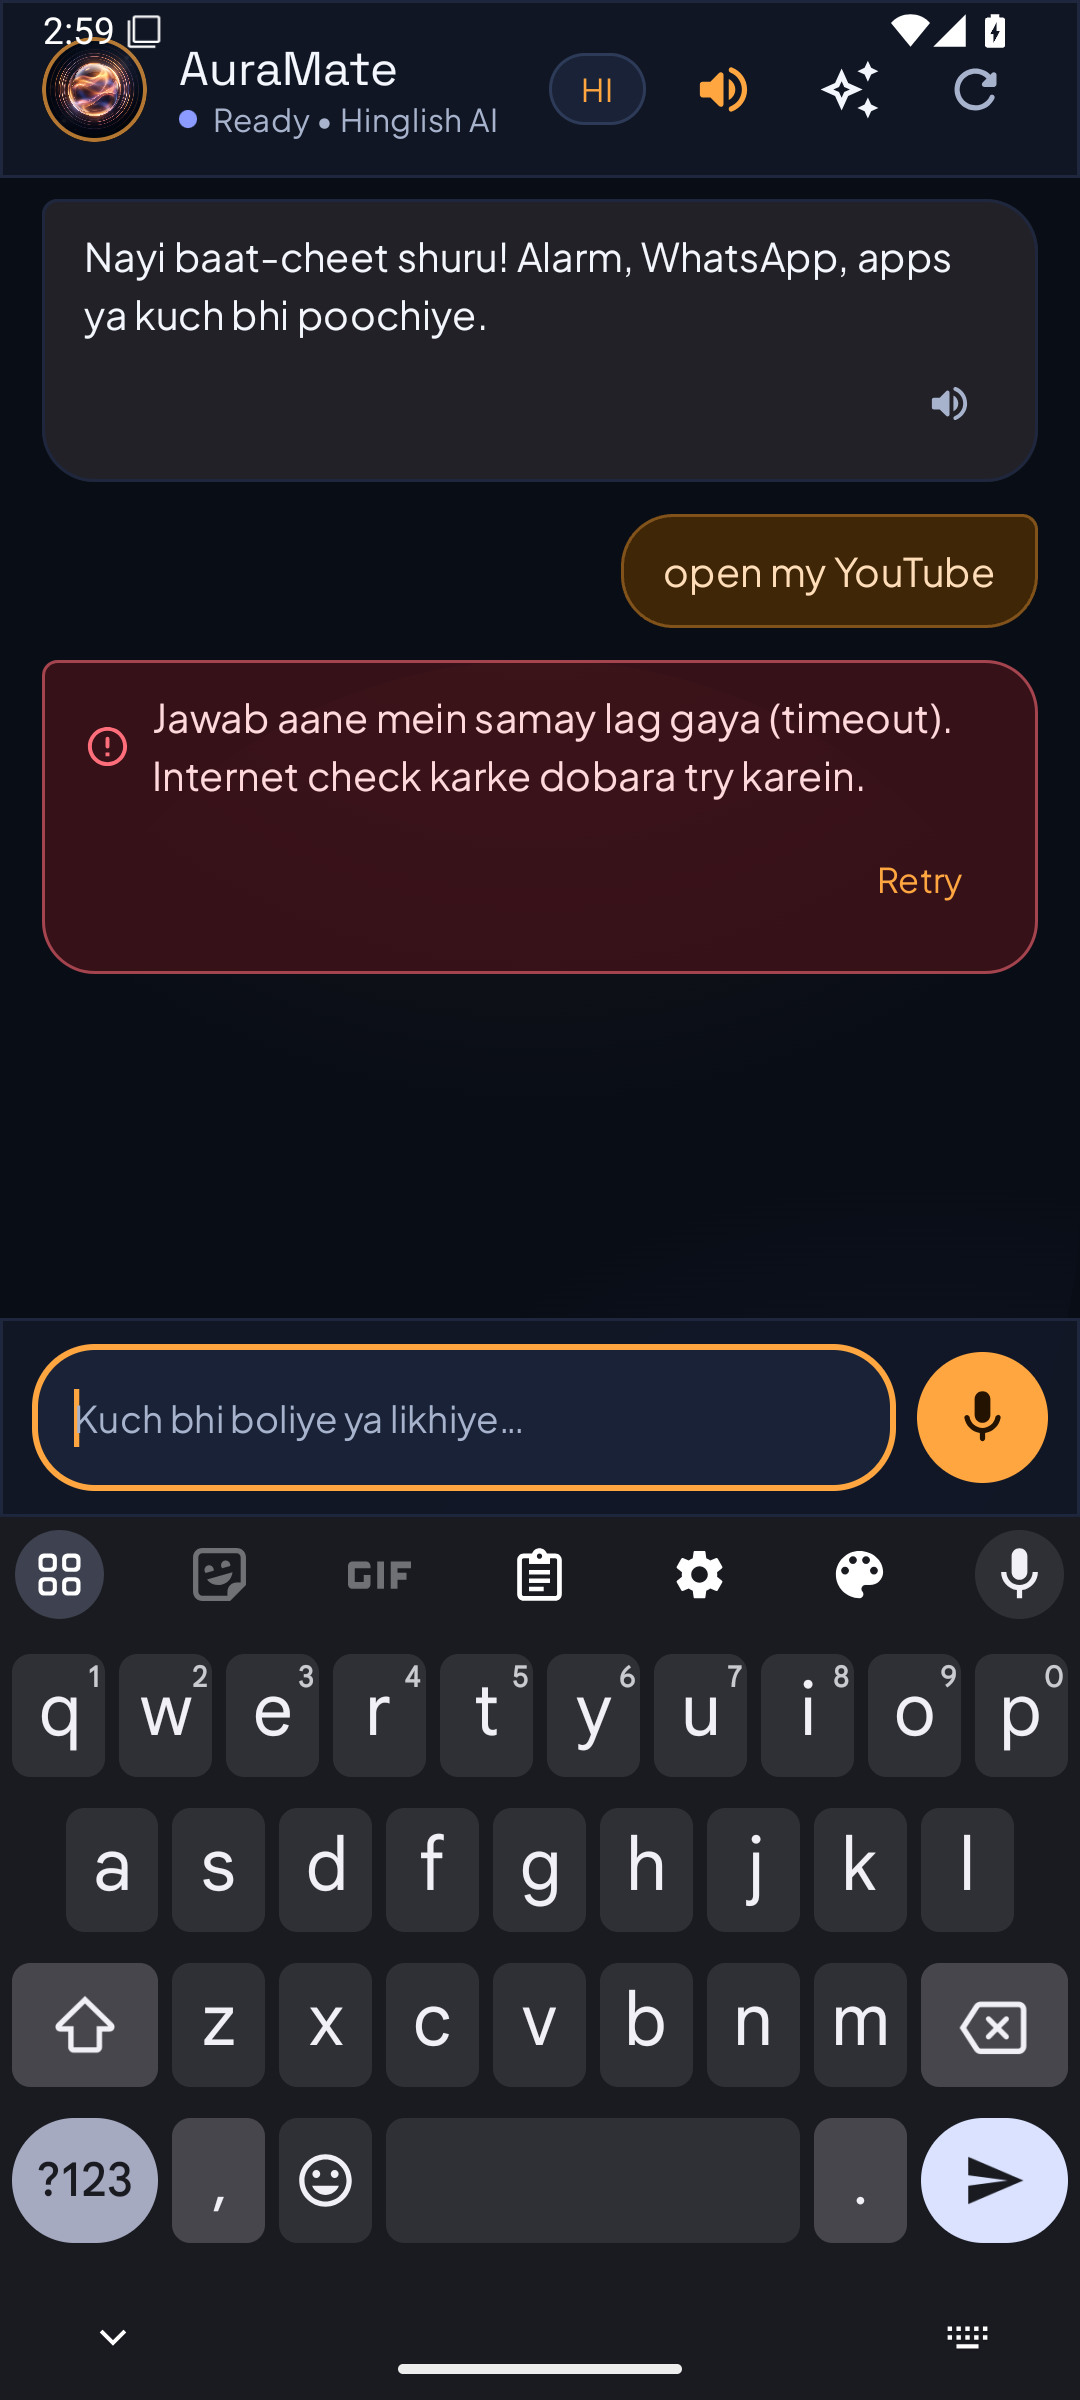 2:59
AuraMate
Ready • Hinglish AI
HI
Nayi baat-cheet shuru! Alarm, WhatsApp, apps
ya kuch bhi poochiye.
open my YouTube
Jawab aane mein samay lag gaya (timeout).
Internet check karke dobara try karein.
Retry
Kuch bhi boliye ya likhiye...
GIF
q 1 w 2 e 3 r 4 t 5 y 6 u 7 i 8 o 9 p 0
a s d f g h j k l
z x c v b n m
?123 , .